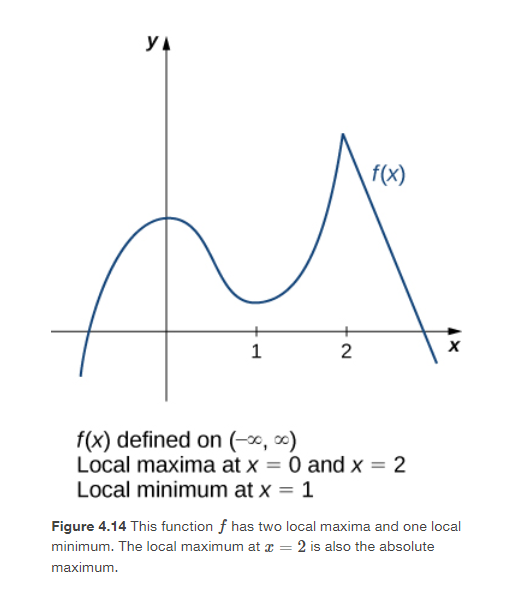 y
f(x)
1
2
x
f(x) defined on (−∞, ∞)
Local maxima at x = 0 and x = 2
Local minimum at x = 1
Figure 4.14 This function f has two local maxima and one local
minimum. The local maximum at x = 2 is also the absolute
maximum.